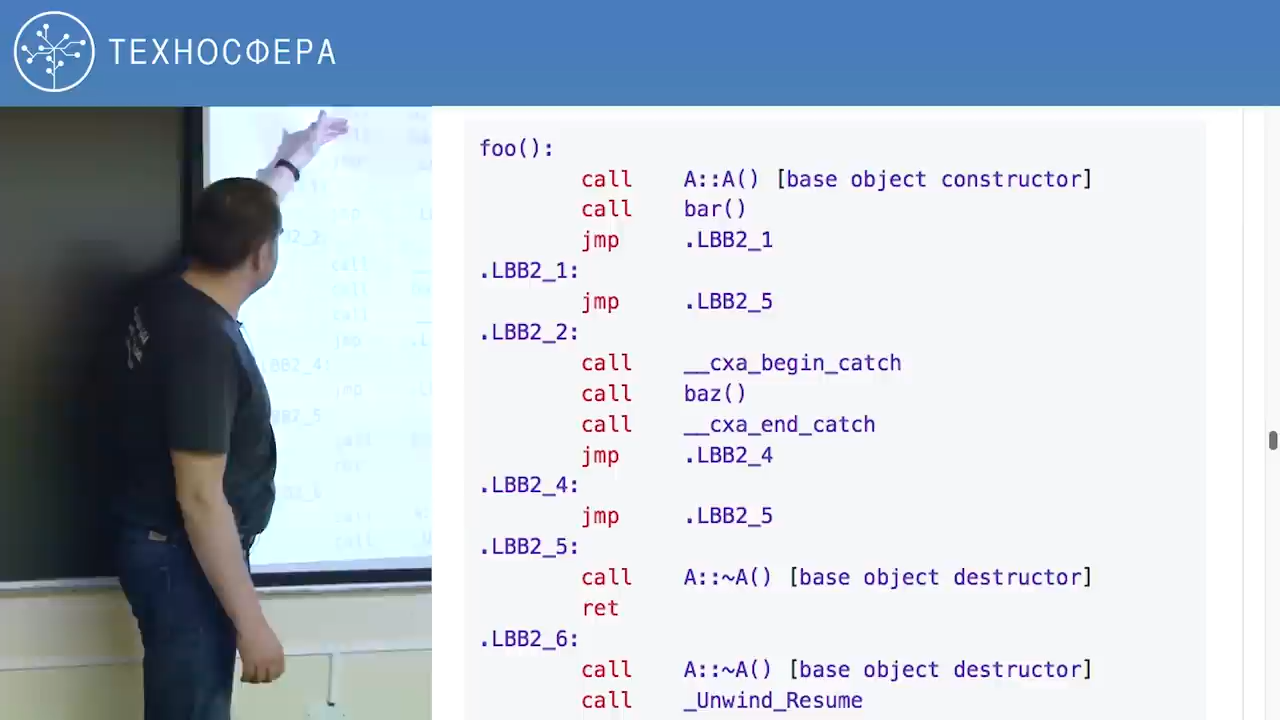 ТЕХНОСФЕРА
foo():
call A::A() [base object constructor]
call bar()
jmp .LBB2_1
.LBB2_1:
jmp .LBB2_5
.LBB2_2:
call __cxa_begin_catch
call baz()
call __cxa_end_catch
jmp .LBB2_4
.LBB2_4:
jmp .LBB2_5
.LBB2_5:
call A::~A() [base object destructor]
ret
.LBB2_6:
call A::~A() [base object destructor]
call _Unwind_Resume